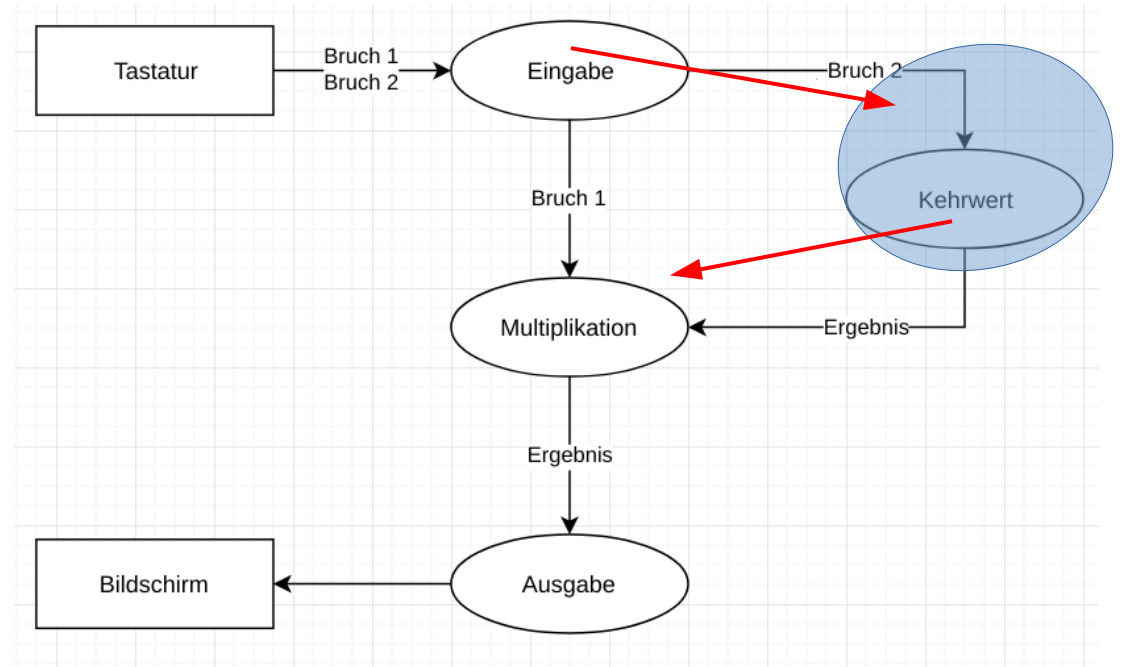 Tastatur
Bruch 1
Bruch 2
Eingabe
Bruch 2
Bruch 1
Kehrwert
Multiplikation
Ergebnis
Ergebnis
Bildschirm
Ausgabe